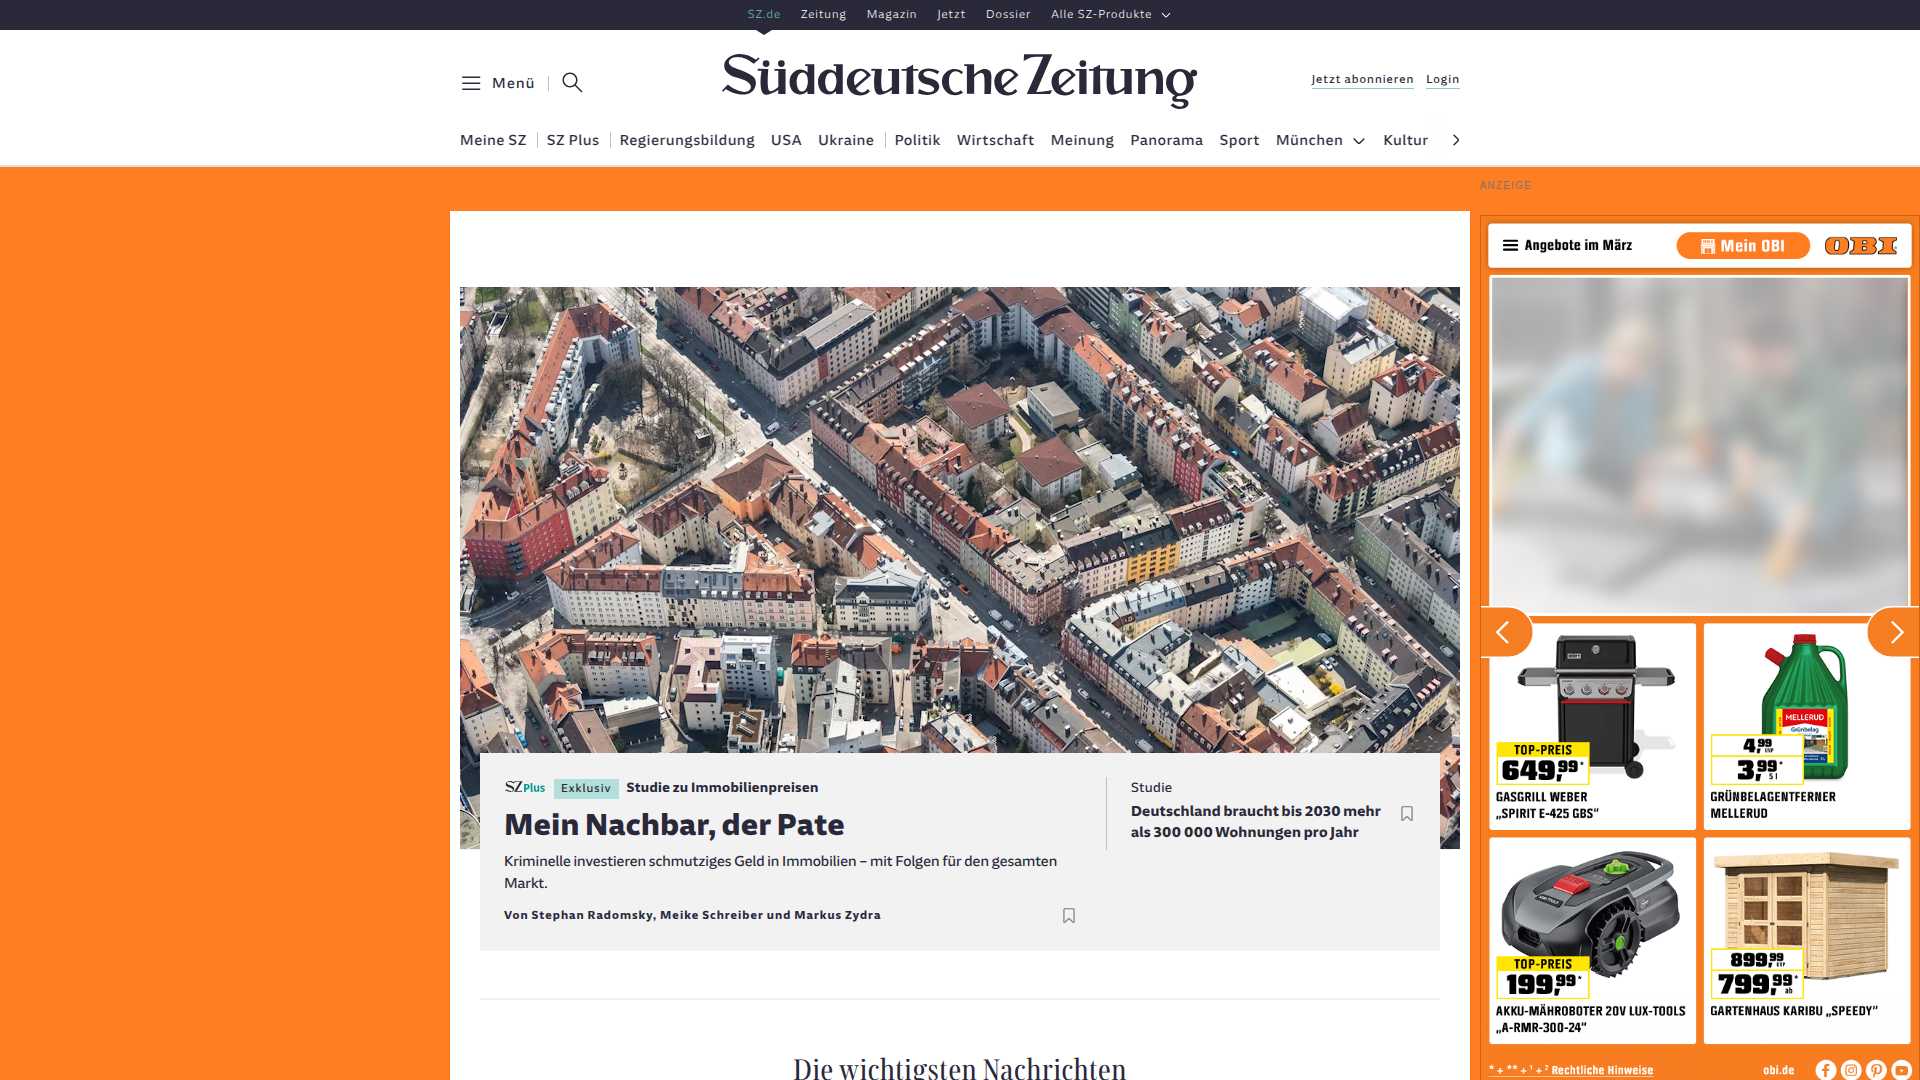 SZ.de Zeitung Magazin Jetzt Dossier Alle SZ-Produkte
Menü
Süddeutsche Zeitung
Jetzt abonnieren Login
Meine SZ SZ Plus Regierungsbildung USA Ukraine Politik Wirtschaft Meinung Panorama Sport München Kultur
ANZEIGE
Angebote im März
Mein OBI
OBI
SZ Plus Exklusiv Studie zu Immobilienpreisen
Mein Nachbar, der Pate
Kriminelle investieren schmutziges Geld in Immobilien – mit Folgen für den gesamten
Markt.
Von Stephan Radomsky, Meike Schreiber und Markus Zydra
Studie
Deutschland braucht bis 2030 mehr
als 300 000 Wohnungen pro Jahr
Die wichtigsten Nachrichten
TOP-PREIS
649,99*
GASGRILL WEBER
„SPIRIT E-425 GBS“
MELLERUD
Grünbelag
4,99 UVP
3,99*
5 l
GRÜNBELAGENTFERNER
MELLERUD
TOP-PREIS
199,99*
AKKU-MÄHROBOTER 20V LUX-TOOLS
„A-RMR-300-24“
899,99 UVP
799,99*
ab
GARTENHAUS KARIBU „SPEEDY“
* + ** + ¹ + ² Rechtliche Hinweise
obi.de